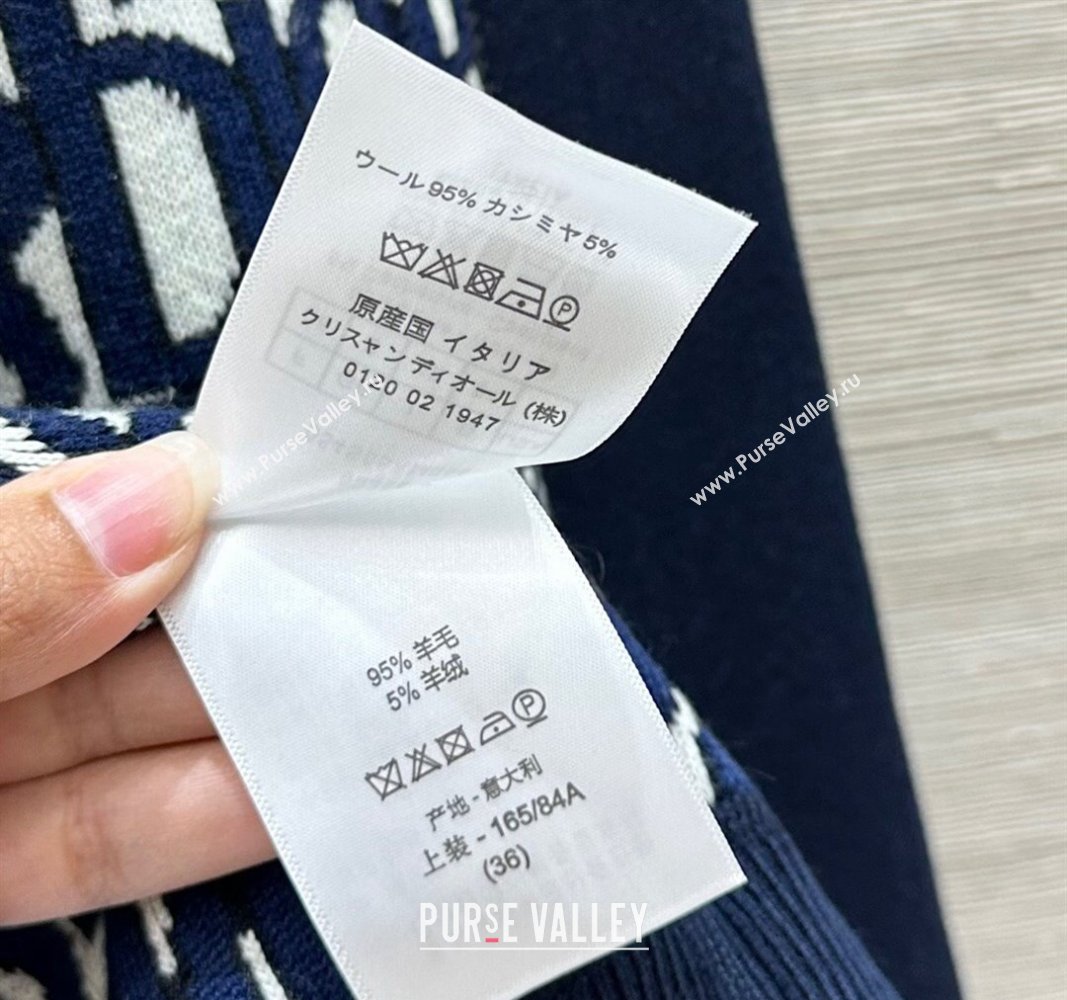 ウール 95% カシミヤ 5%
原産国 イタリア
クリスャンディオール (株)
0120 02 1947
www.PurseValley.ru
www.PurseValley.ru
95% 羊毛
5% 羊绒
产地 - 意大利
上装 - 165/84A
(36)
PURSE VALLEY